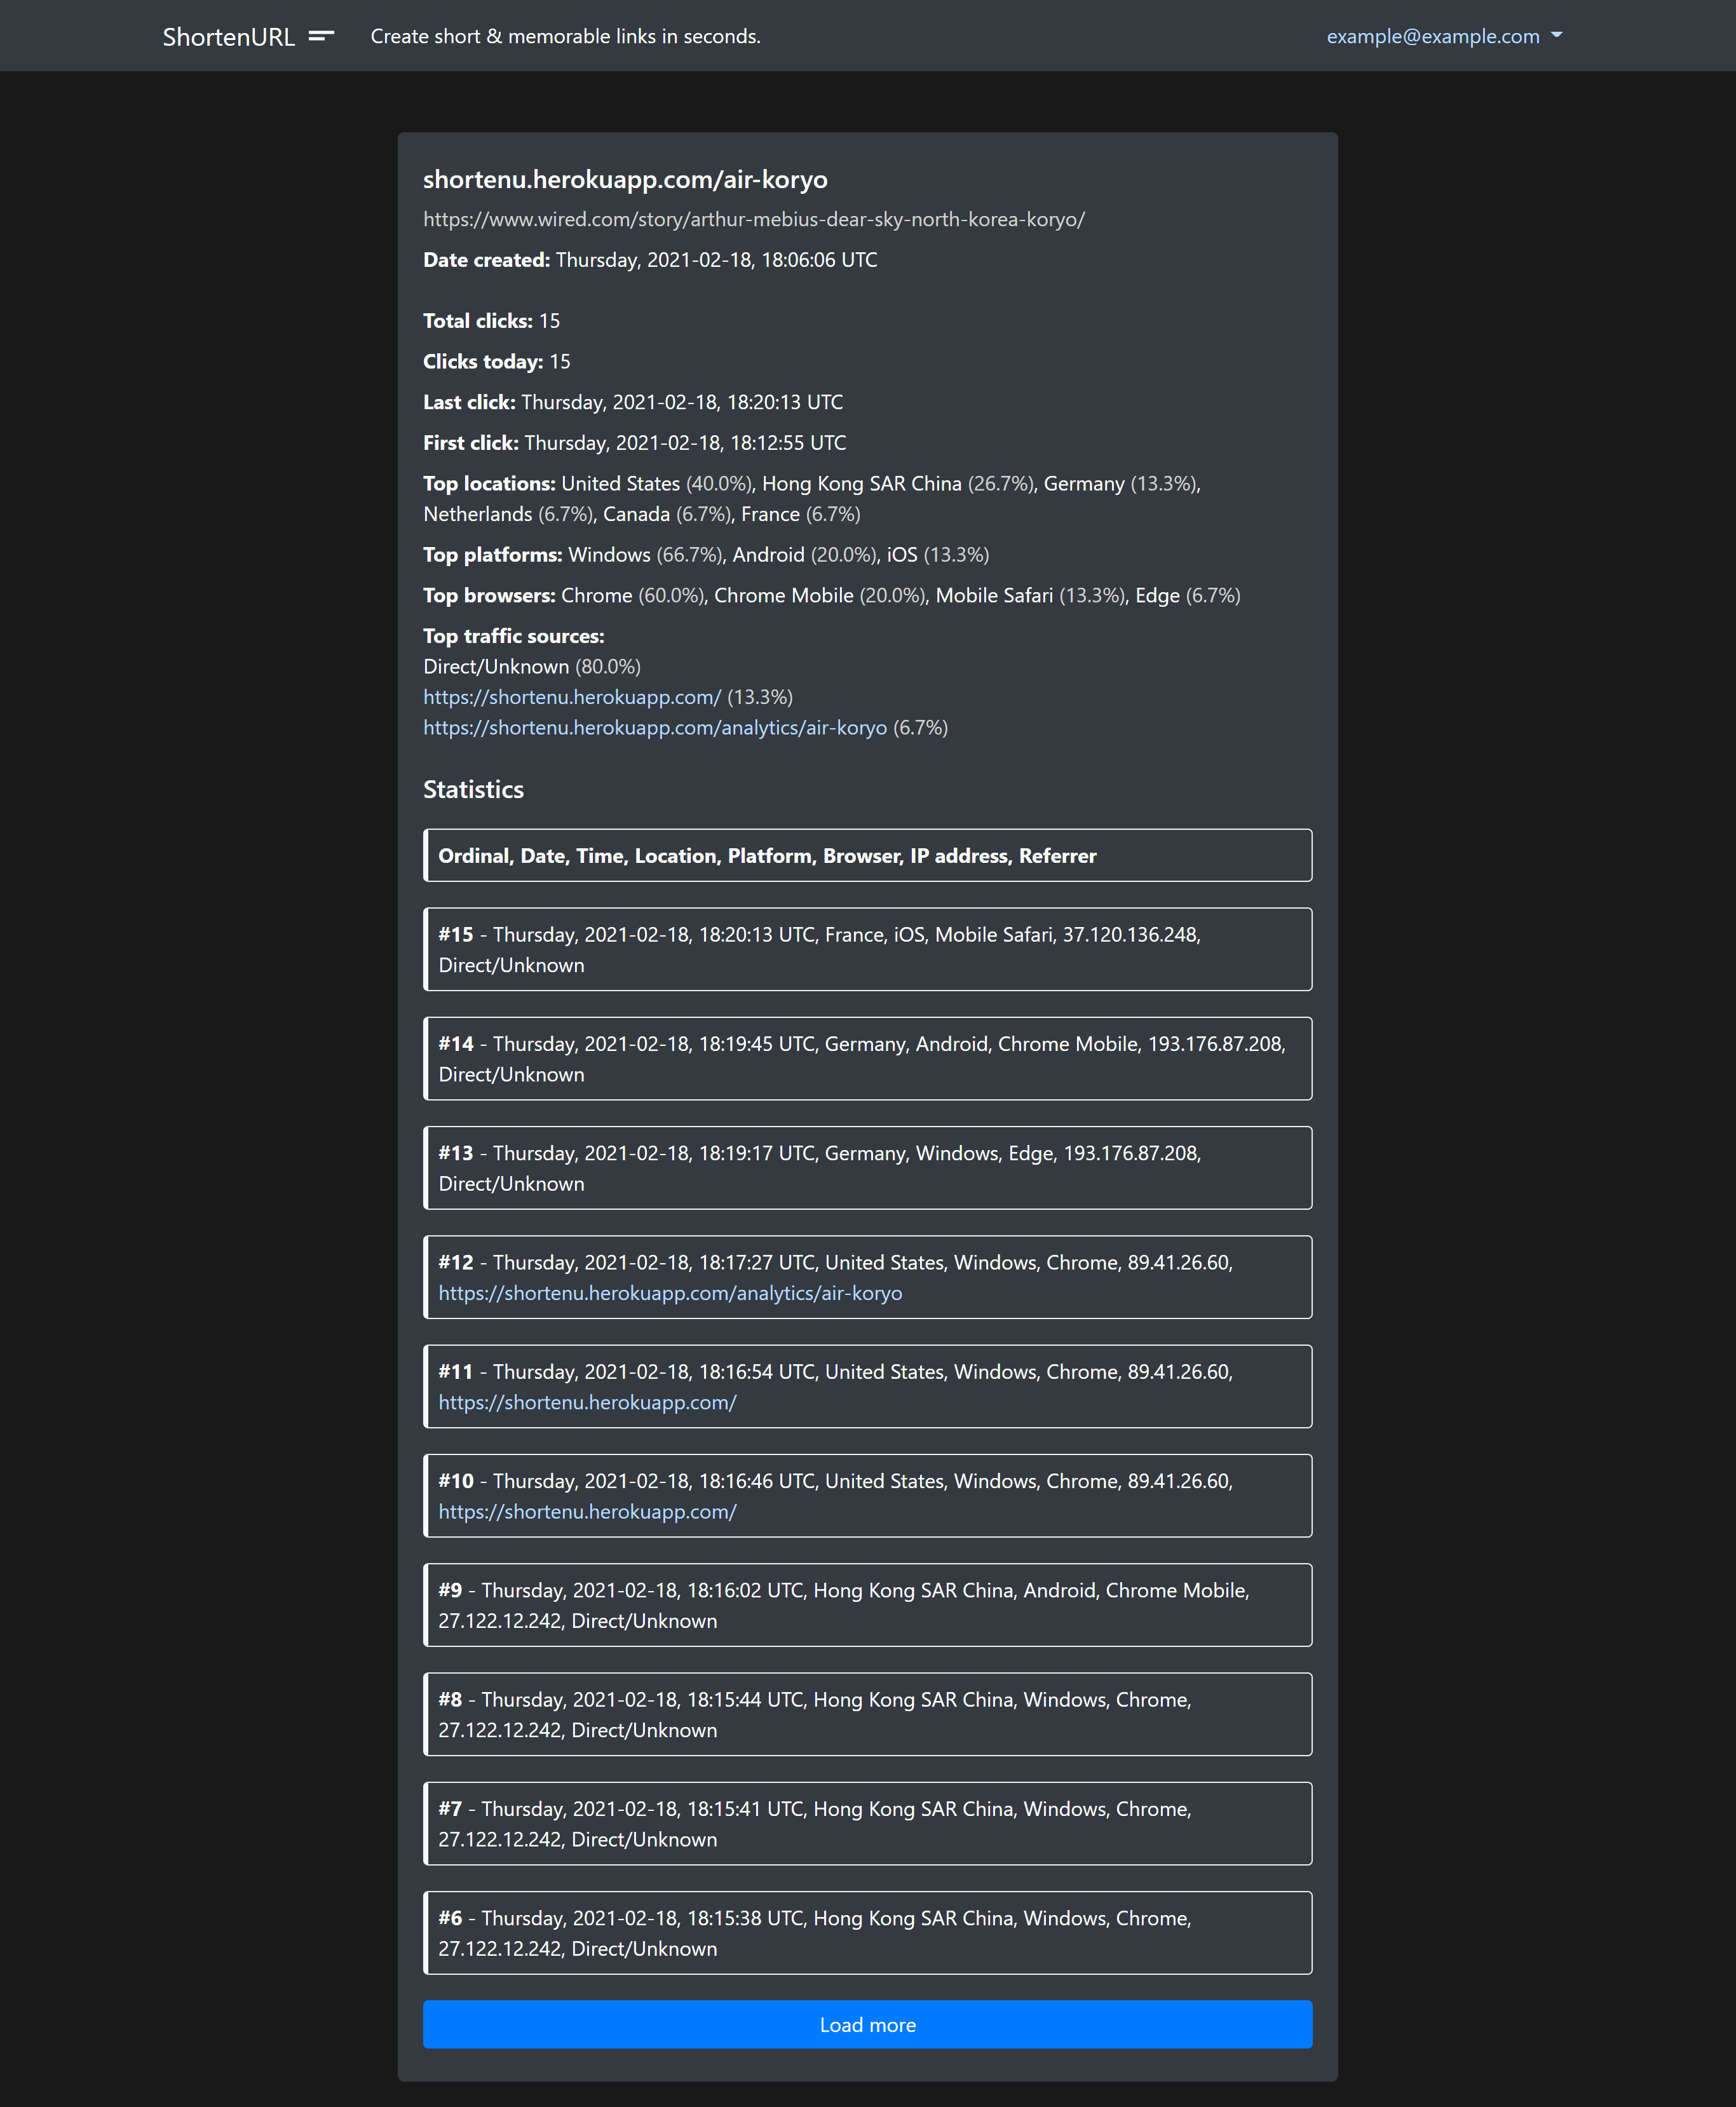 ShortenURL
Create short & memorable links in seconds.
example@example.com
shortenu.herokuapp.com/air-koryo
https://www.wired.com/story/arthur-mebius-dear-sky-north-korea-koryo/
Date created: Thursday, 2021-02-18, 18:06:06 UTC
Total clicks: 15
Clicks today: 15
Last click: Thursday, 2021-02-18, 18:20:13 UTC
First click: Thursday, 2021-02-18, 18:12:55 UTC
Top locations: United States (40.0%), Hong Kong SAR China (26.7%), Germany (13.3%),
Netherlands (6.7%), Canada (6.7%), France (6.7%)
Top platforms: Windows (66.7%), Android (20.0%), iOS (13.3%)
Top browsers: Chrome (60.0%), Chrome Mobile (20.0%), Mobile Safari (13.3%), Edge (6.7%)
Top traffic sources:
Direct/Unknown (80.0%)
https://shortenu.herokuapp.com/ (13.3%)
https://shortenu.herokuapp.com/analytics/air-koryo (6.7%)
Statistics
Ordinal, Date, Time, Location, Platform, Browser, IP address, Referrer
#15 - Thursday, 2021-02-18, 18:20:13 UTC, France, iOS, Mobile Safari, 37.120.136.248,
Direct/Unknown
#14 - Thursday, 2021-02-18, 18:19:45 UTC, Germany, Android, Chrome Mobile, 193.176.87.208,
Direct/Unknown
#13 - Thursday, 2021-02-18, 18:19:17 UTC, Germany, Windows, Edge, 193.176.87.208,
Direct/Unknown
#12 - Thursday, 2021-02-18, 18:17:27 UTC, United States, Windows, Chrome, 89.41.26.60,
https://shortenu.herokuapp.com/analytics/air-koryo
#11 - Thursday, 2021-02-18, 18:16:54 UTC, United States, Windows, Chrome, 89.41.26.60,
https://shortenu.herokuapp.com/
#10 - Thursday, 2021-02-18, 18:16:46 UTC, United States, Windows, Chrome, 89.41.26.60,
https://shortenu.herokuapp.com/
#9 - Thursday, 2021-02-18, 18:16:02 UTC, Hong Kong SAR China, Android, Chrome Mobile,
27.122.12.242, Direct/Unknown
#8 - Thursday, 2021-02-18, 18:15:44 UTC, Hong Kong SAR China, Windows, Chrome,
27.122.12.242, Direct/Unknown
#7 - Thursday, 2021-02-18, 18:15:41 UTC, Hong Kong SAR China, Windows, Chrome,
27.122.12.242, Direct/Unknown
#6 - Thursday, 2021-02-18, 18:15:38 UTC, Hong Kong SAR China, Windows, Chrome,
27.122.12.242, Direct/Unknown
Load more